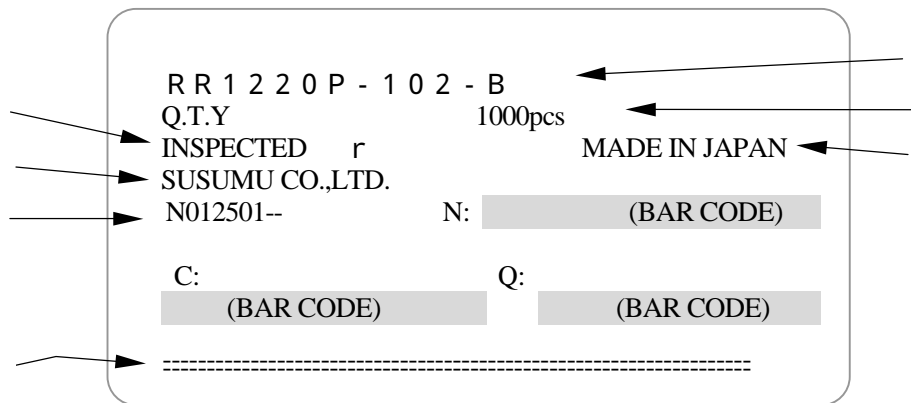 RR1220P-102-B
Q.T.Y 1000pcs
INSPECTED r MADE IN JAPAN
SUSUMU CO.,LTD.
N012501-- N: (BAR CODE)
C: Q:
(BAR CODE) (BAR CODE)